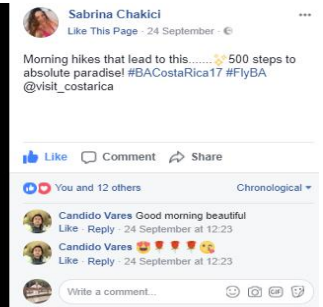 Sabrina Chakici
Like This Page · 24 September ·
Morning hikes that lead to this.......✨500 steps to
absolute paradise! #BACostaRica17 #FlyBA
@visit_costarica
Like Comment Share
You and 12 others Chronological
Candido Vares Good morning beautiful
Like · Reply · 24 September at 12:23
Candido Vares 😍🌹🌹🌹😘
Like · Reply · 24 September at 12:23
Write a comment...
GIF